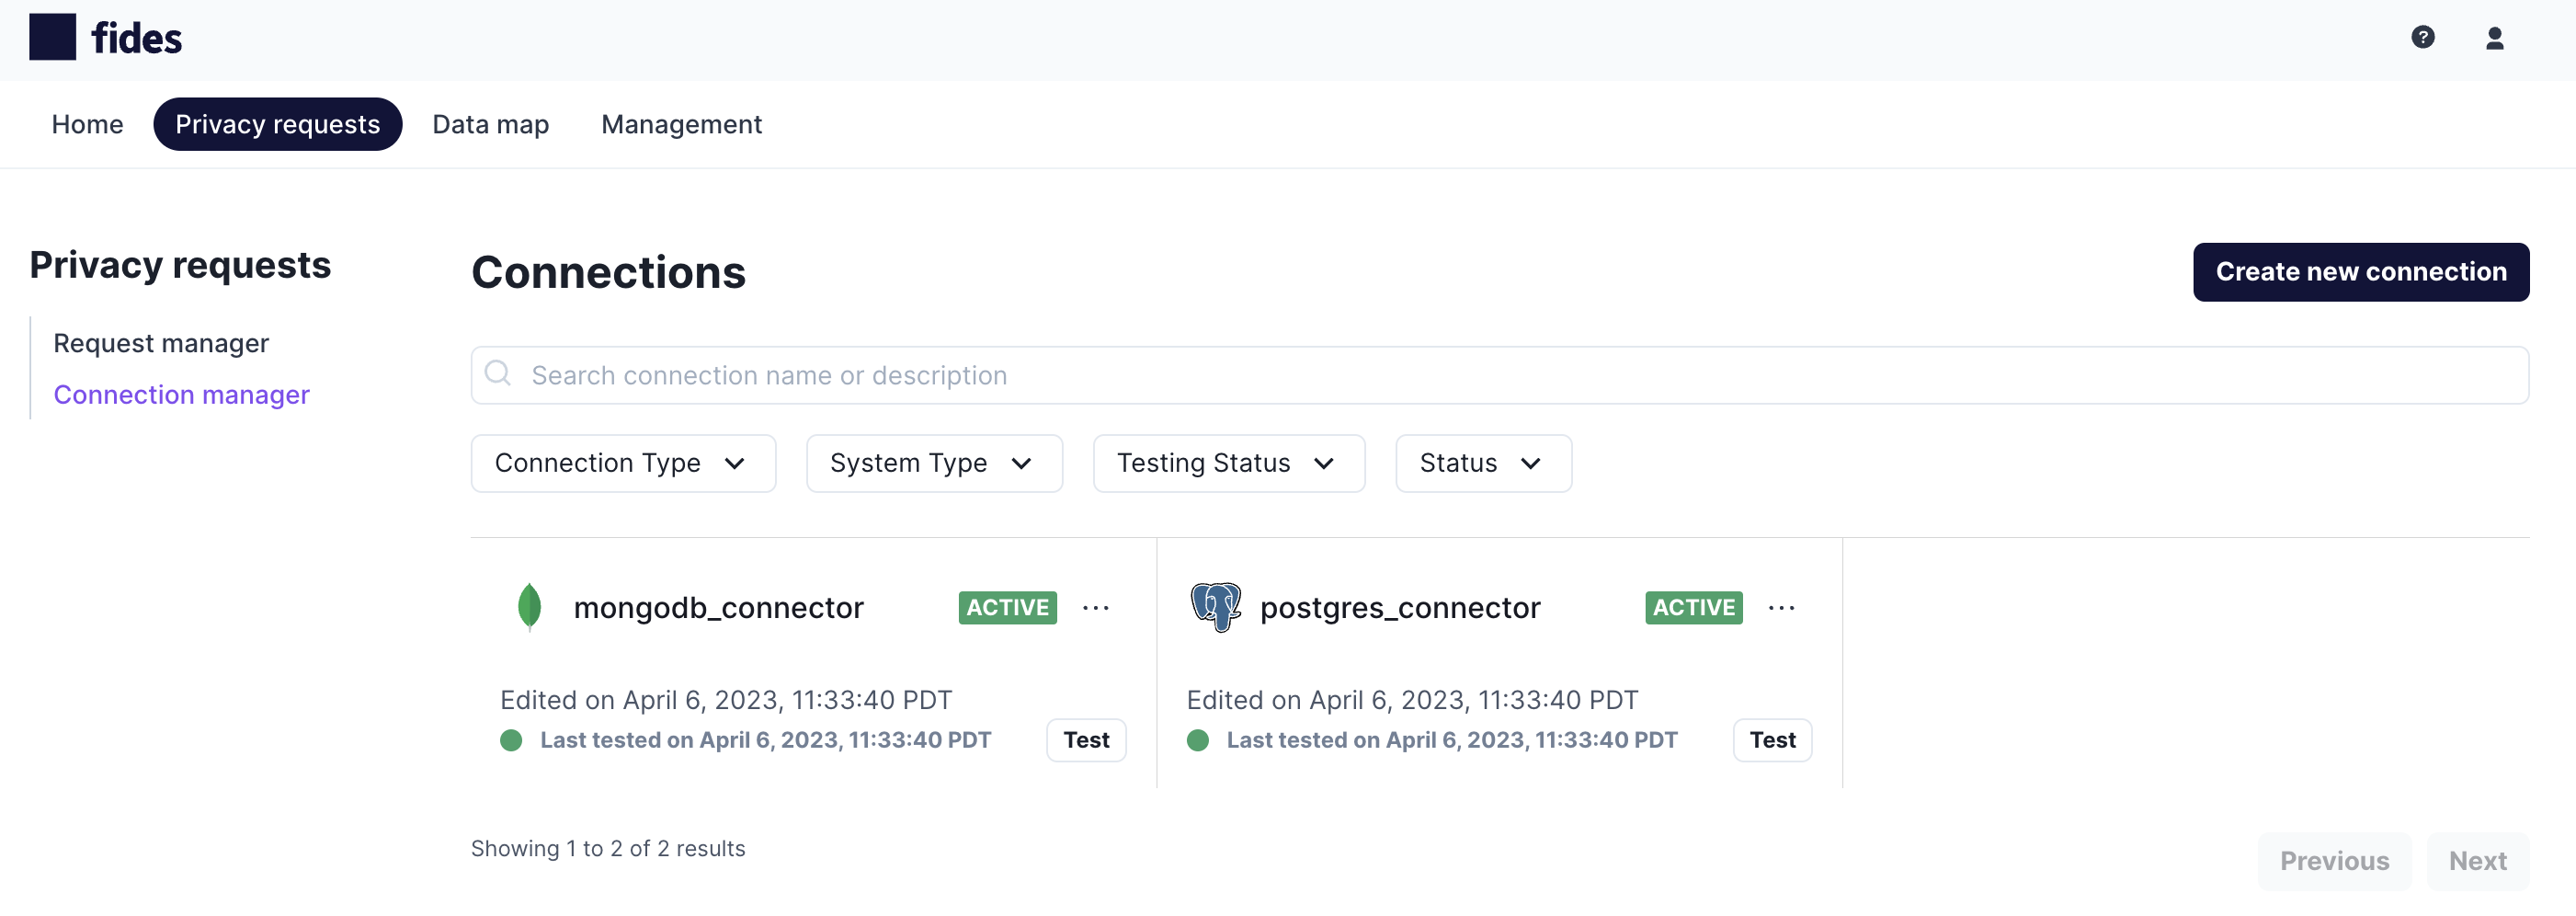 fides
?
Home Privacy requests Data map Management
Privacy requests
Request manager
Connection manager
Connections
Create new connection
Search connection name or description
Connection Type System Type Testing Status Status
mongodb_connector ACTIVE ...
Edited on April 6, 2023, 11:33:40 PDT
Last tested on April 6, 2023, 11:33:40 PDT Test
postgres_connector ACTIVE ...
Edited on April 6, 2023, 11:33:40 PDT
Last tested on April 6, 2023, 11:33:40 PDT Test
Showing 1 to 2 of 2 results
Previous Next